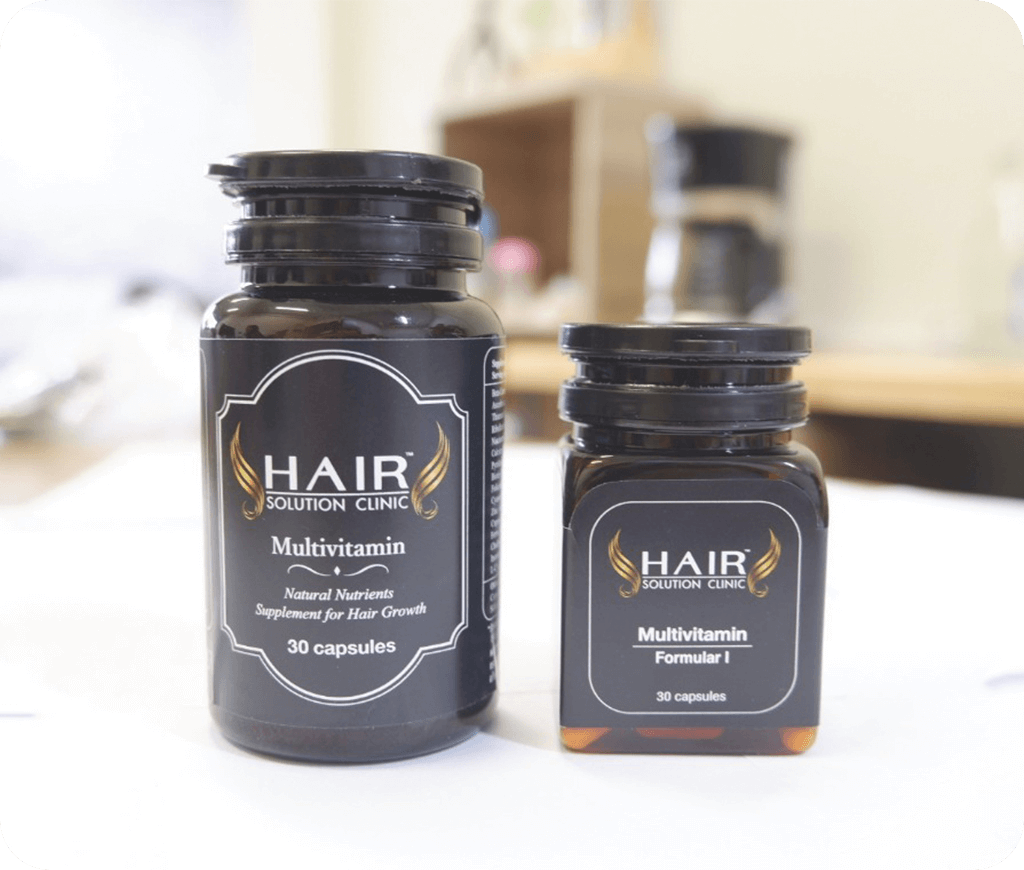 HAIR™
SOLUTION CLINIC
Multivitamin
Natural Nutrients
Supplement for Hair Growth
30 capsules
HAIR™
SOLUTION CLINIC
Multivitamin
Formular I
30 capsules